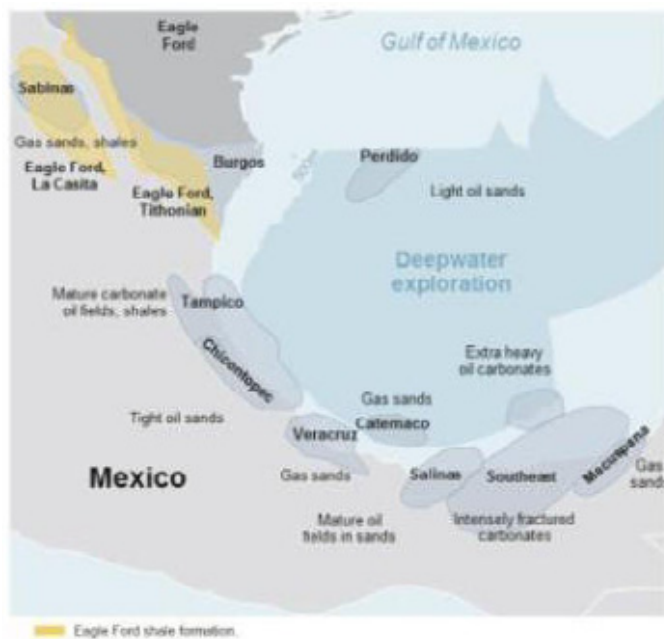 Eagle
Ford
Gulf of Mexico
Sabinas
Gas sands, shales
Eagle Ford,
La Casita
Burgos
Perdido
Eagle Ford,
Tithonian
Light oil sands
Deepwater
exploration
Mature carbonate
oil fields, shales
Tampico
Chicontopec
Extra heavy
oil carbonates
Gas sands
Catemaco
Tight oil sands
Veracruz
Mexico
Gas sands
Salinas
Southeast
Macuspana
Gas
sands
Mature oil
fields in sands
Intensely fractured
carbonates
Eagle Ford shale formation.